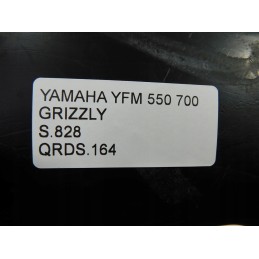 YAMAHA YFM 550 700
GRIZZLY
S.828
QRDS.164